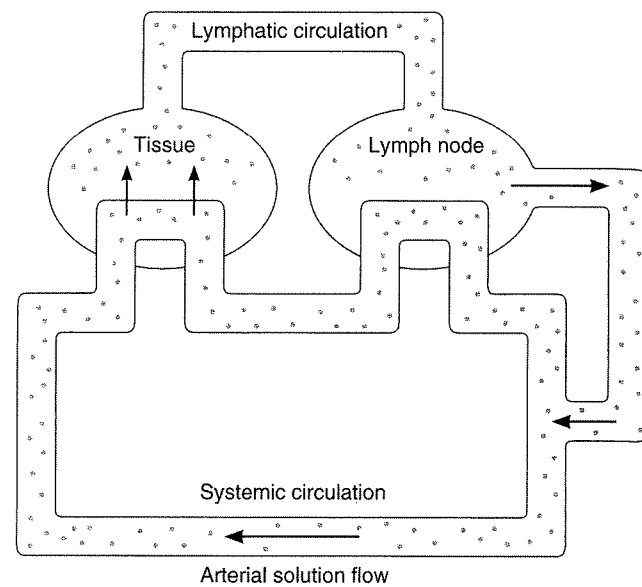 Lymphatic circulation
Tissue
Lymph node
Systemic circulation
Arterial solution flow